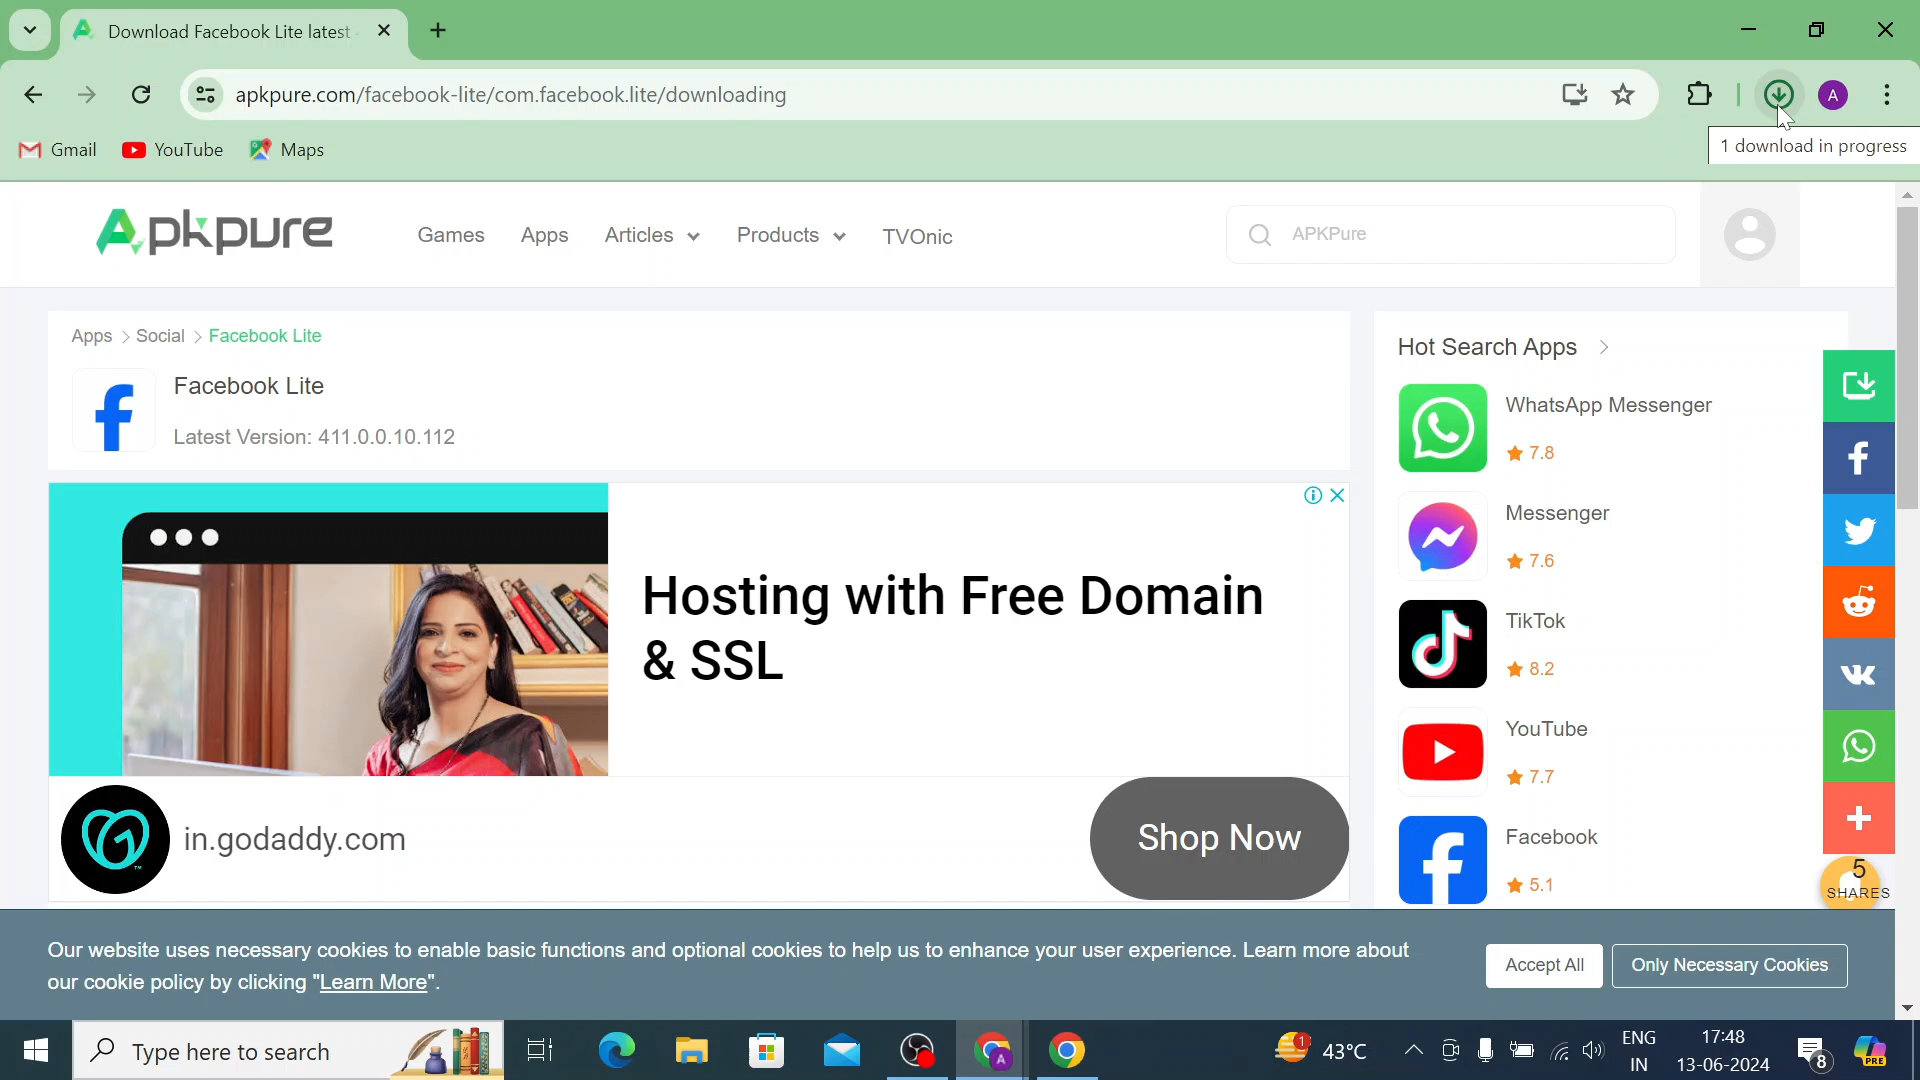 Download Facebook Lite latest
apkpure.com/facebook-lite/com.facebook.lite/downloading
A
Gmail
YouTube
Maps
1 download in progress
Apkpure
Games
Apps
Articles
Products
TVOnic
APKPure
Apps > Social > Facebook Lite
Facebook Lite
Latest Version: 411.0.0.10.112
Hosting with Free Domain
& SSL
in.godaddy.com
Shop Now
Hot Search Apps
WhatsApp Messenger
7.8
Messenger
7.6
TikTok
8.2
YouTube
7.7
Facebook
5.1
5
SHARES
Our website uses necessary cookies to enable basic functions and optional cookies to help us to enhance your user experience. Learn more about
our cookie policy by clicking "Learn More".
Accept All
Only Necessary Cookies
Type here to search
A
1
43°C
ENG
IN
17:48
13-06-2024
8
PRE